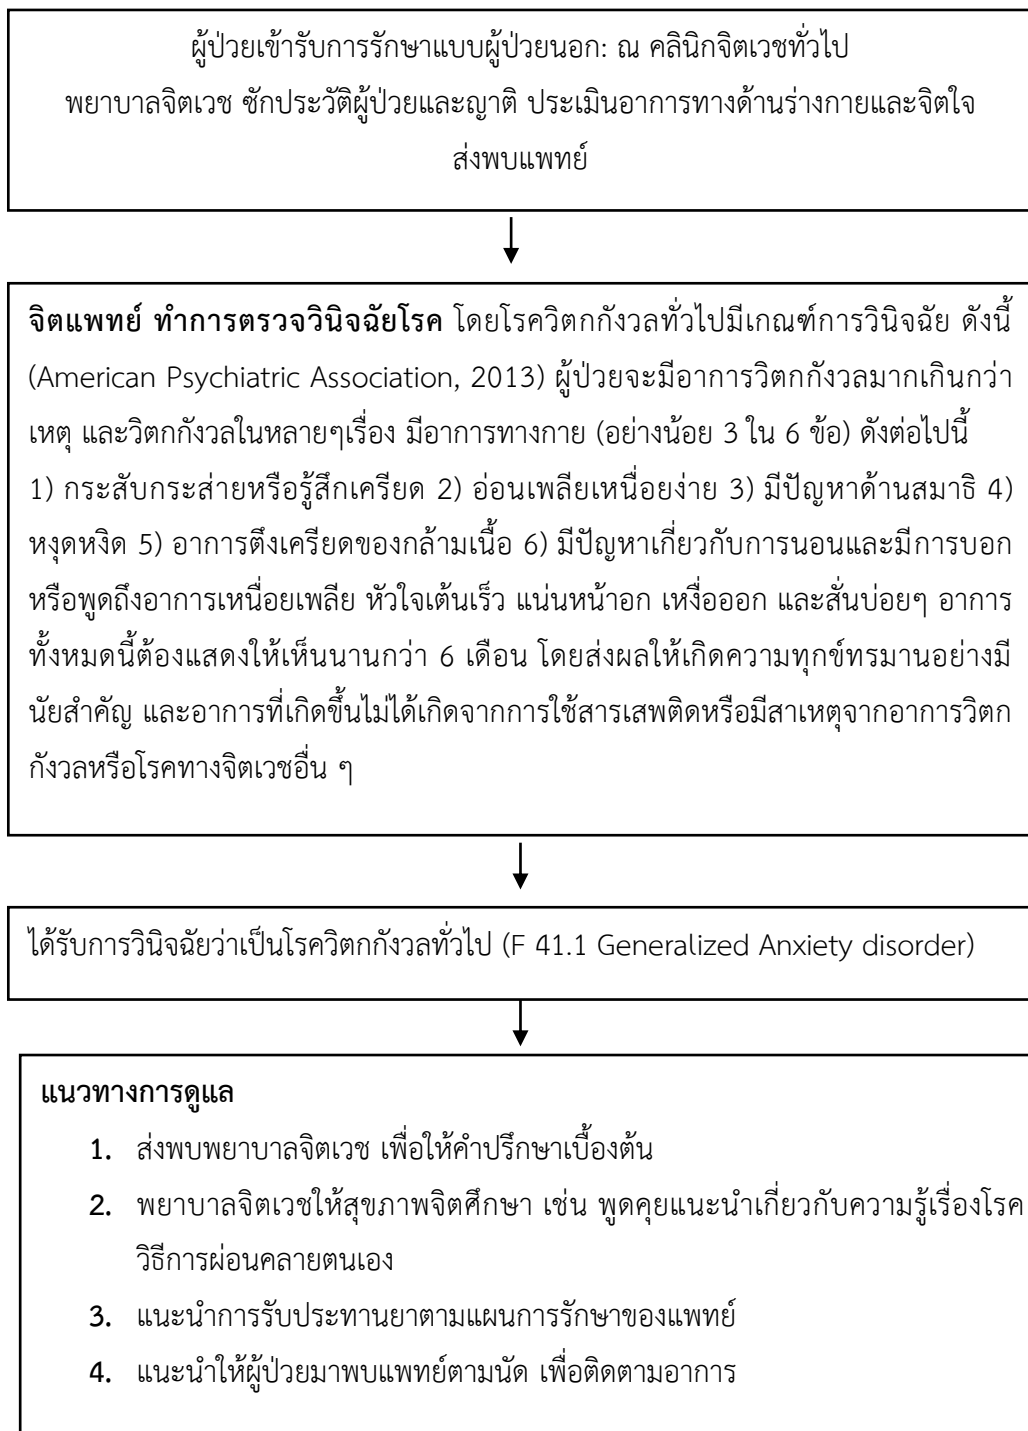 ผู้ป่วยเข้ารับการรักษาแบบผู้ป่วยนอก: ณ คลินิกจิตเวชทั่วไป
พยาบาลจิตเวช ซักประวัติผู้ป่วยและญาติ ประเมินอาการทางด้านร่างกายและจิตใจ
ส่งพบแพทย์
จิตแพทย์ ทำการตรวจวินิจฉัยโรค โดยโรควิตกกังวลทั่วไปมีเกณฑ์การวินิจฉัย ดังนี้
(American Psychiatric Association, 2013) ผู้ป่วยจะมีอาการวิตกกังวลมากเกินกว่า
เหตุ และวิตกกังวลในหลายๆเรื่อง มีอาการทางกาย (อย่างน้อย 3 ใน 6 ข้อ) ดังต่อไปนี้
1) กระสับกระส่ายหรือรู้สึกเครียด 2) อ่อนเพลียเหนื่อยง่าย 3) มีปัญหาด้านสมาธิ 4)
หงุดหงิด 5) อาการตึงเครียดของกล้ามเนื้อ 6) มีปัญหาเกี่ยวกับการนอนและมีการบอก
หรือพูดถึงอาการเหนื่อยเพลีย หัวใจเต้นเร็ว แน่นหน้าอก เหงื่อออก และสั่นบ่อยๆ อาการ
ทั้งหมดนี้ต้องแสดงให้เห็นนานกว่า 6 เดือน โดยส่งผลให้เกิดความทุกข์ทรมานอย่างมี
นัยสำคัญ และอาการที่เกิดขึ้นไม่ได้เกิดจากการใช้สารเสพติดหรือมีสาเหตุจากอาการวิตก
กังวลหรือโรคทางจิตเวชอื่น ๆ
ได้รับการวินิจฉัยว่าเป็นโรควิตกกังวลทั่วไป (F 41.1 Generalized Anxiety disorder)
แนวทางการดูแล
1. ส่งพบพยาบาลจิตเวช เพื่อให้คำปรึกษาเบื้องต้น
2. พยาบาลจิตเวชให้สุขภาพจิตศึกษา เช่น พูดคุยแนะนำเกี่ยวกับความรู้เรื่องโรค
วิธีการผ่อนคลายตนเอง
3. แนะนำการรับประทานยาตามแผนการรักษาของแพทย์
4. แนะนำให้ผู้ป่วยมาพบแพทย์ตามนัด เพื่อติดตามอาการ